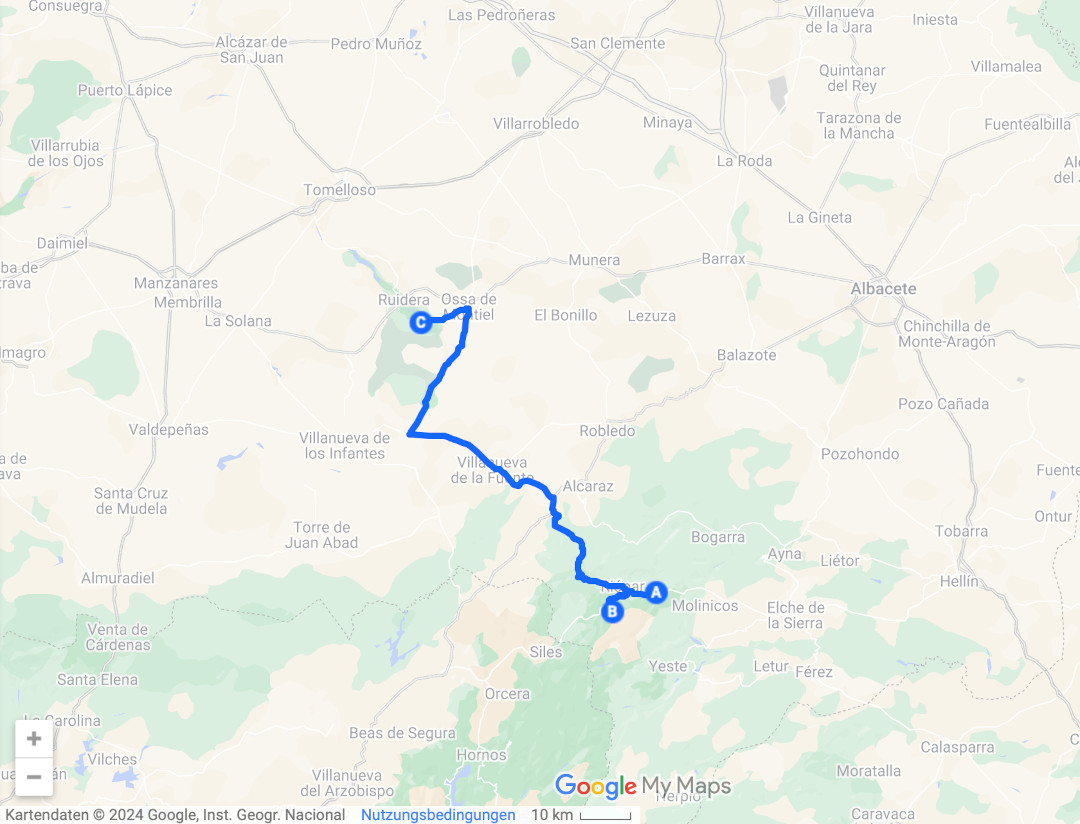 Consuegra
Las Pedroñeras
Villanueva
de la Jara
Iniesta
Alcázar de
San Juan
Pedro Muñoz
San Clemente
Villamalea
Quintanar
del Rey
Puerto Lápice
Villarrobledo
Minaya
Tarazona de
la Mancha
Fuentealbilla
Villarrubia
de los Ojos
La Roda
Tomelloso
La Gineta
Daimiel
Munera
Barrax
Manzanares
Membrilla
La Solana
Ruidera
Ossa de
Montiel
El Bonillo
Lezuza
Albacete
C
Chinchilla de
Monte-Aragón
Balazote
Pozo Cañada
Valdepeñas
Villanueva de
los Infantes
Robledo
Villanueva
de la Fuente
Pozohondo
Alcaraz
Santa Cruz
de Mudela
Ontur
Torre de
Juan Abad
Bogarra
Tobarra
Ayna
Liétor
Almuradiel
Hellín
A
B
Molinicos
Elche de
la Sierra
Venta de
Cárdenas
Siles
Yeste
Letur
Férez
Santa Elena
Orcera
La Carolina
Beas de Segura
Calasparra
Vilches
Hornos
Moratalla
Villanueva
del Arzobispo
Google My Maps
Caravaca
+
−
Kartendaten © 2024 Google, Inst. Geogr. Nacional Nutzungsbedingungen 10 km